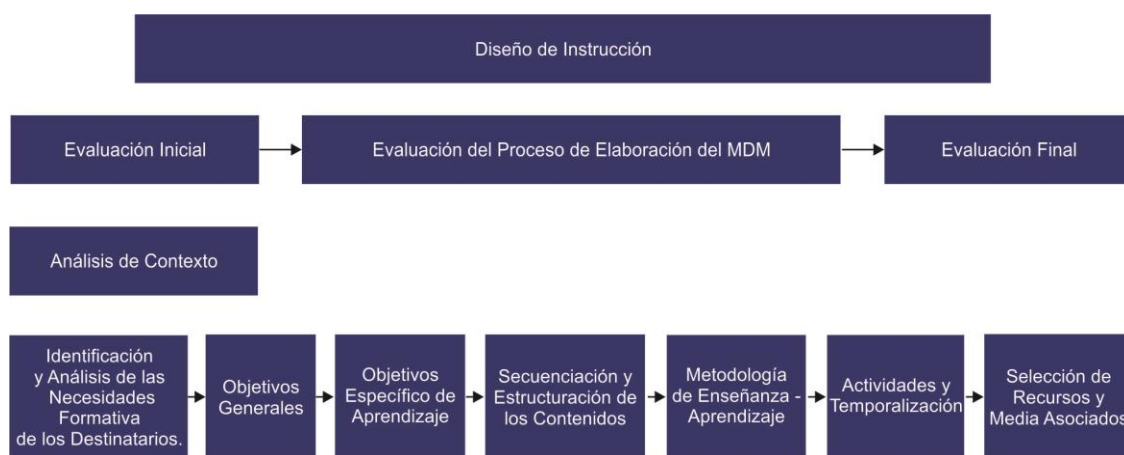 Diseño de Instrucción
Evaluación Inicial
Evaluación del Proceso de Elaboración del MDM
Evaluación Final
Análisis de Contexto
Identificación
y Análisis de las
Necesidades
Formativa
de los Destinatarios.
Objetivos
Generales
Objetivos
Específico de
Aprendizaje
Secuenciación y
Estructuración de
los Contenidos
Metodología
de Enseñanza -
Aprendizaje
Actividades y
Temporalización
Selección de
Recursos y
Media Asociados